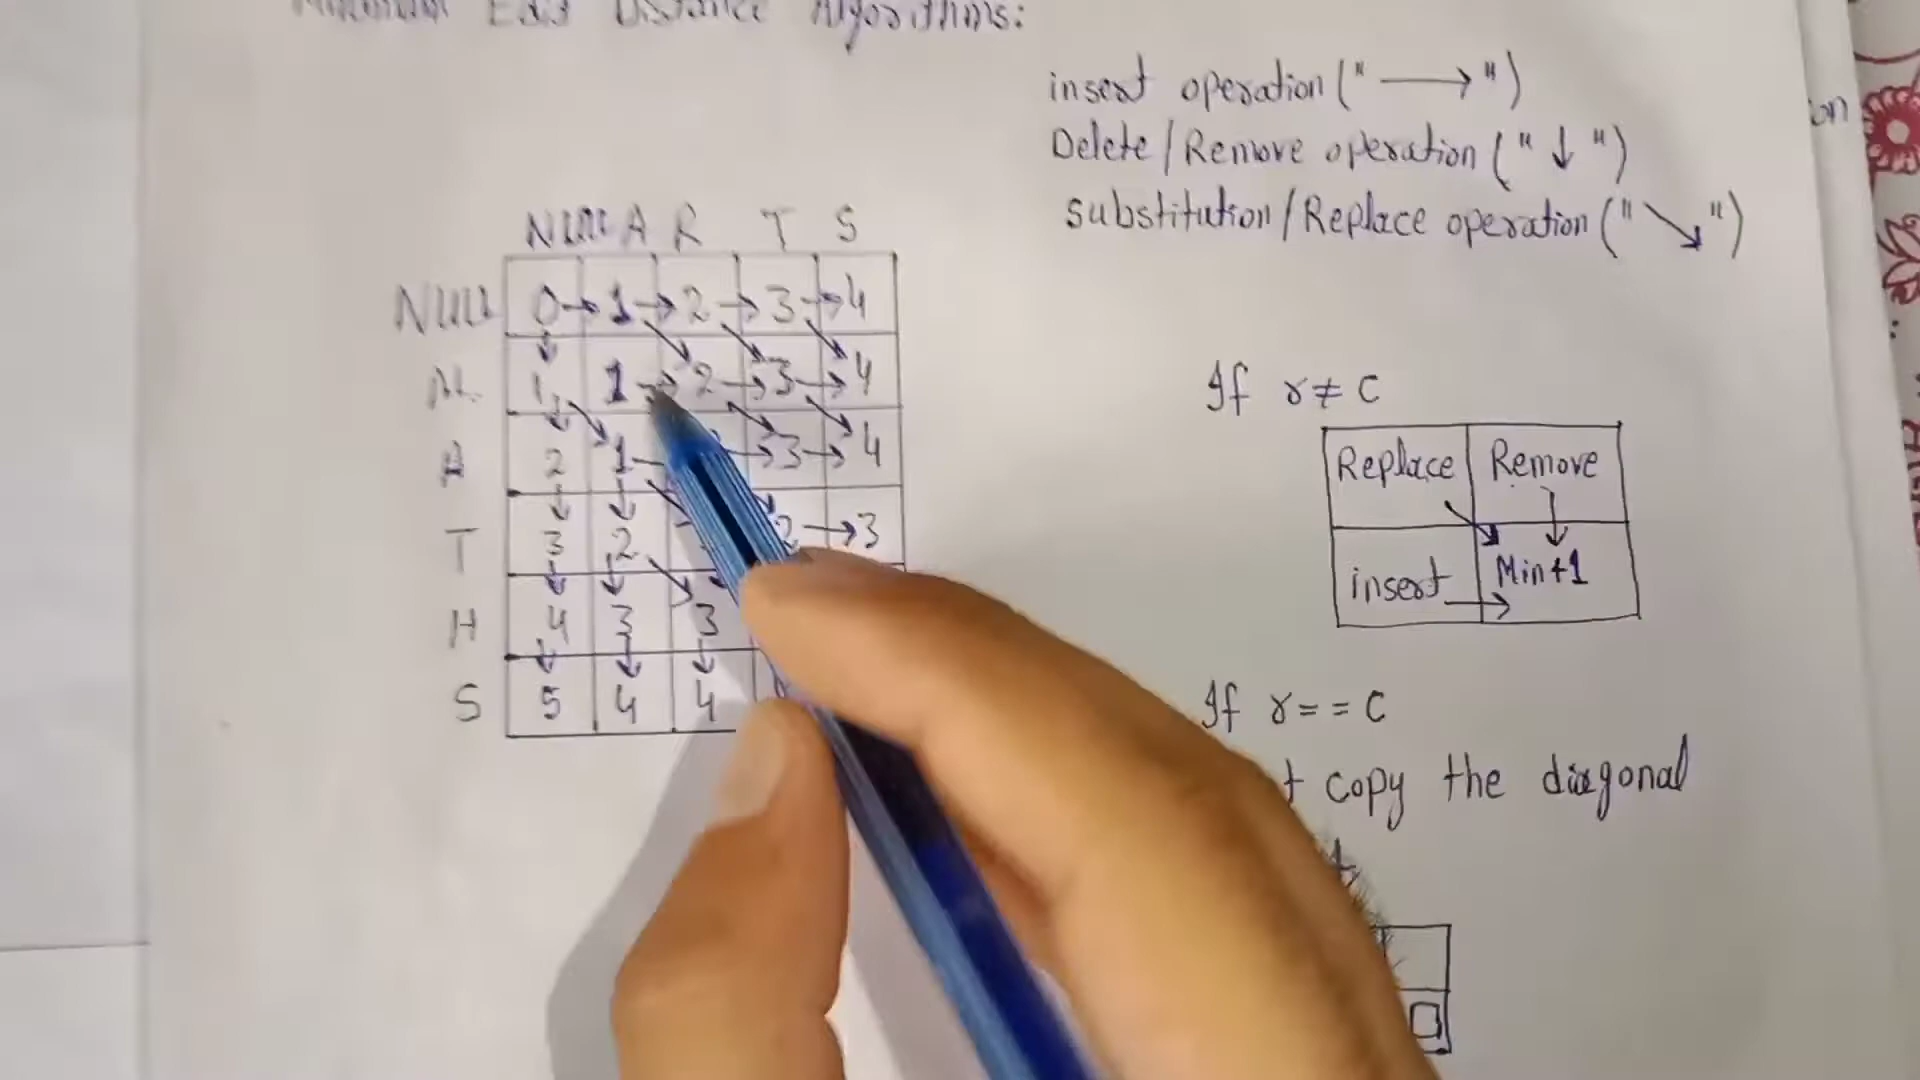 Minimum Edit Distance Algorithms:
insert operation ("→")
Delete/Remove operation ("↓")
substitution/Replace operation ("↘")
on
NULL A R T S
NULL 0→1→2→3→4
M 1 1→2→3→4
A 2 1 3→4
T 3 2 2→3
H 4 3 3
S 5 4 4
If r≠c
Replace Remove
insert Min+1
If r==c
copy the diagonal